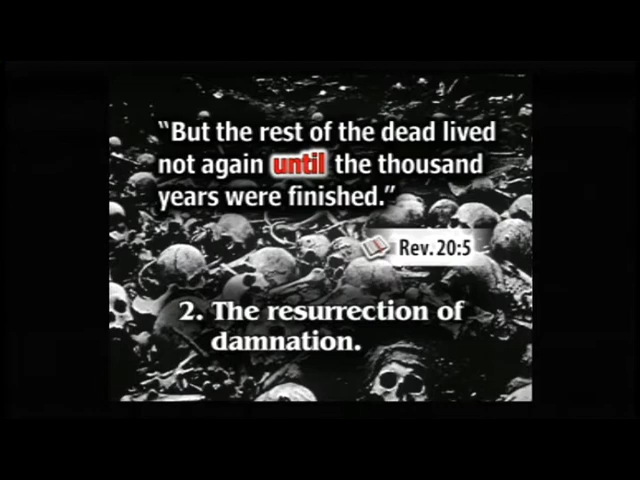 “But the rest of the dead lived
not again until the thousand
years were finished.”
Rev. 20:5
2. The resurrection of
damnation.